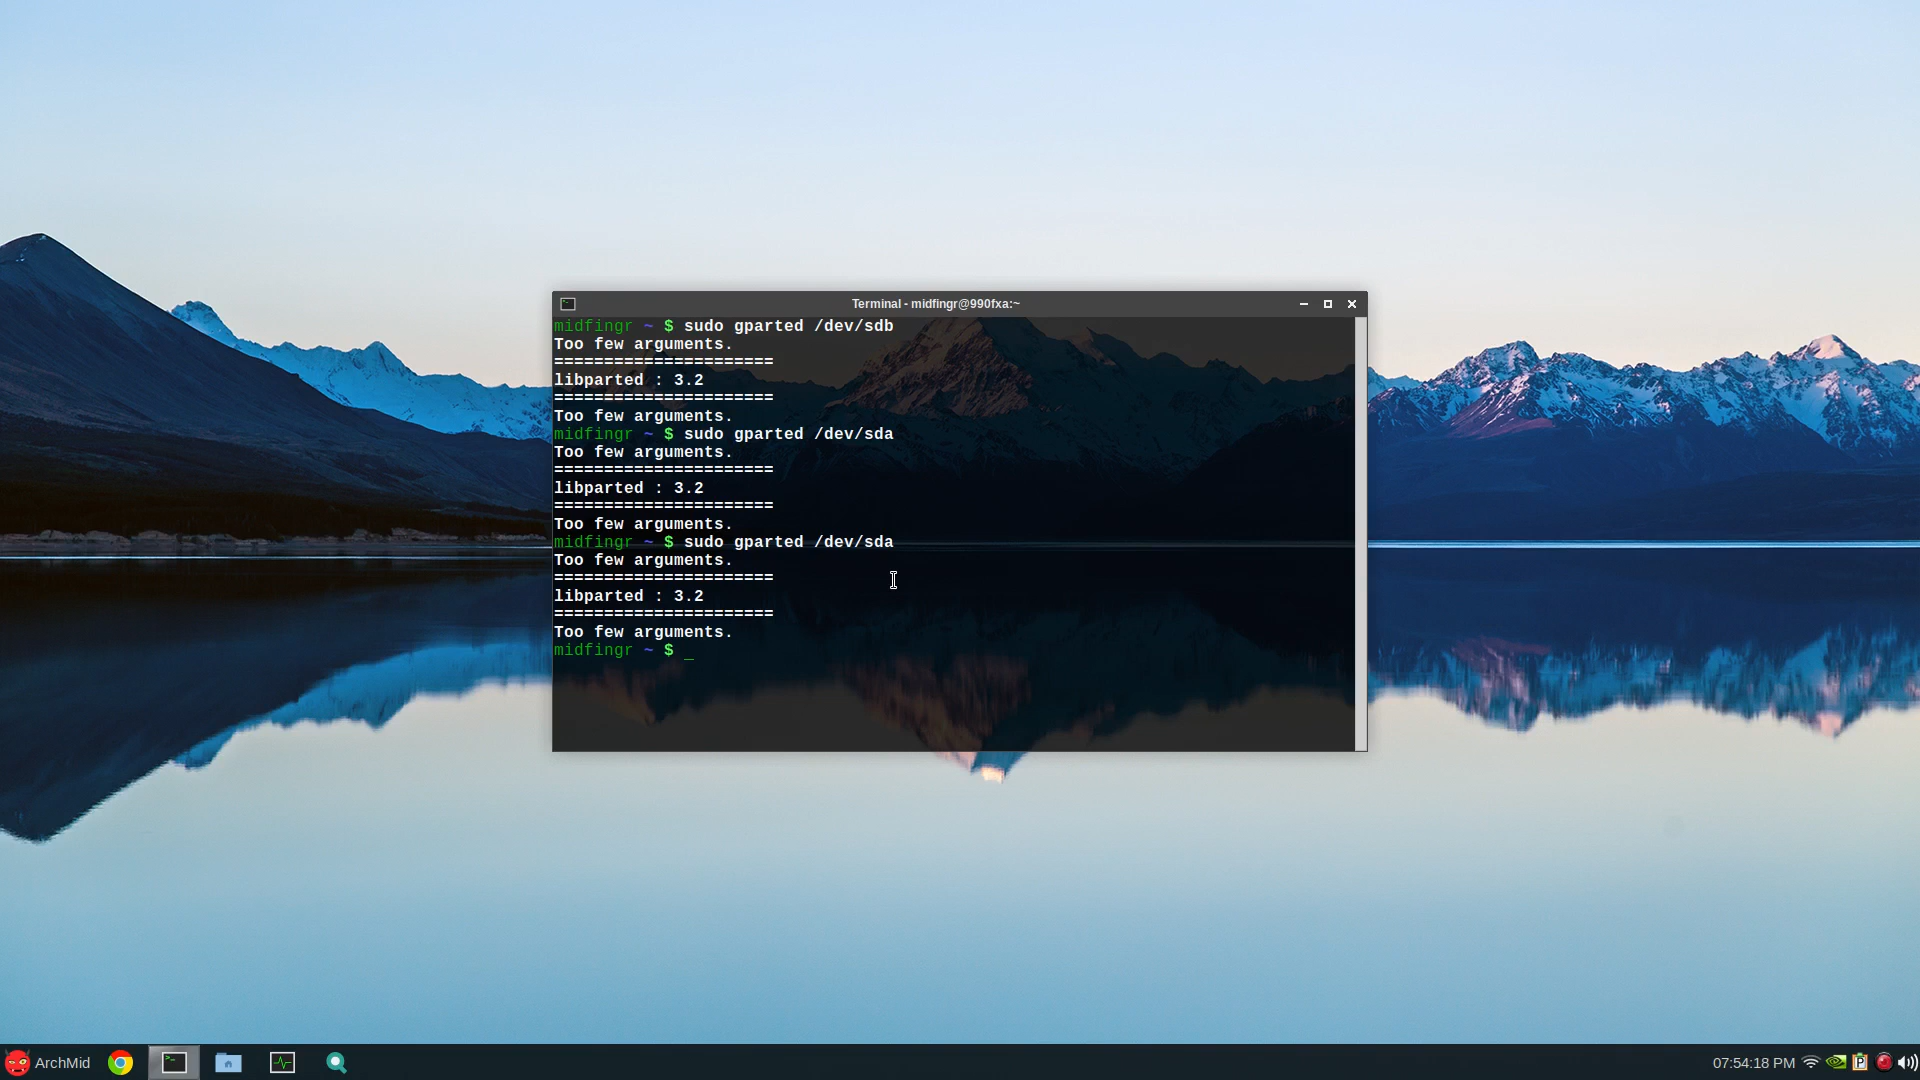 Terminal - midfingr@990fxa:~
midfingr ~ $ sudo gparted /dev/sdb
Too few arguments.
======================
libparted : 3.2
======================
Too few arguments.
midfingr ~ $ sudo gparted /dev/sda
Too few arguments.
======================
libparted : 3.2
======================
Too few arguments.
midfingr ~ $ sudo gparted /dev/sda
Too few arguments.
======================
libparted : 3.2
======================
Too few arguments.
midfingr ~ $ _
ArchMid
07:54:18 PM
P